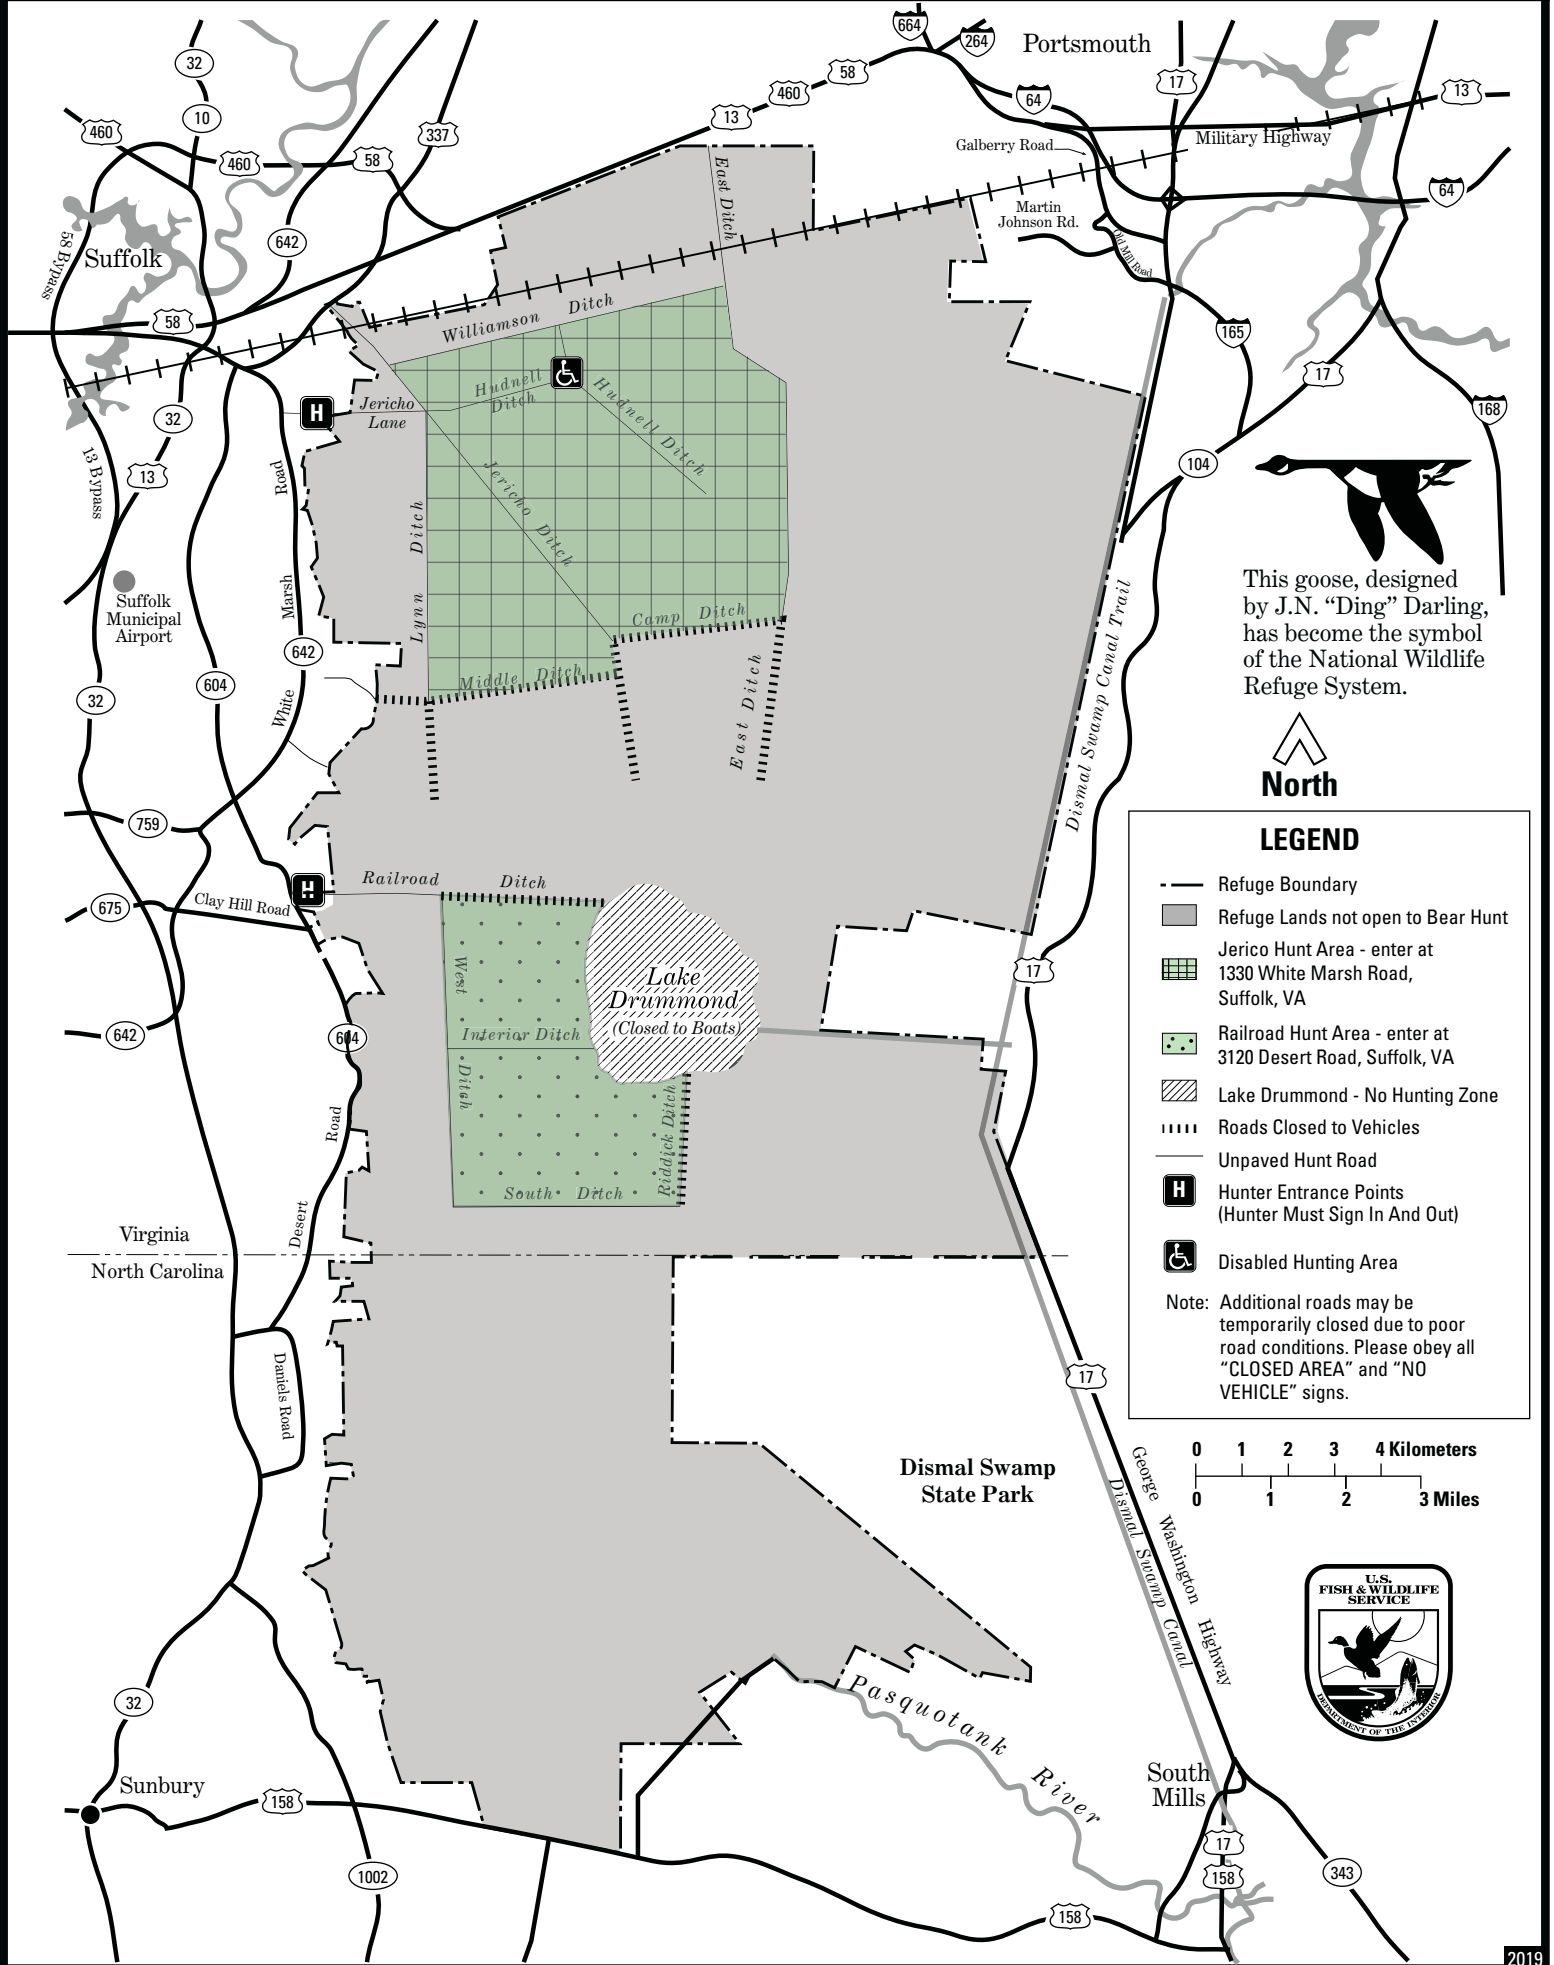 664
264
Portsmouth
32
58
17
460
64
13
13
10
460
337
Military Highway
460
58
Galberry Road
East Ditch
64
Martin
Johnson Rd.
642
Old Mill Road
58 Bypass
Suffolk
Williamson Ditch
58
165
17
Hudnell
Ditch
Hudnell Ditch
H
Jericho
Lane
32
168
13 Bypass
13
104
Jericho Ditch
Lynn Ditch
White Marsh Road
Suffolk
Municipal
Airport
This goose, designed
by J.N. “Ding” Darling,
has become the symbol
of the National Wildlife
Refuge System.
Camp Ditch
642
Middle Ditch
604
East Ditch
32
Dismal Swamp Canal Trail
North
759
LEGEND
Refuge Boundary
Refuge Lands not open to Bear Hunt
Jerico Hunt Area - enter at
1330 White Marsh Road,
Suffolk, VA
Railroad Hunt Area - enter at
3120 Desert Road, Suffolk, VA
Lake Drummond - No Hunting Zone
Roads Closed to Vehicles
Unpaved Hunt Road
H
Hunter Entrance Points
(Hunter Must Sign In And Out)
Disabled Hunting Area
Note: Additional roads may be
temporarily closed due to poor
road conditions. Please obey all
“CLOSED AREA” and “NO
VEHICLE” signs.
Railroad Ditch
H
675
Clay Hill Road
West Ditch
Lake
Drummond
(Closed to Boats)
17
Interior Ditch
642
604
Riddick Ditch
South Ditch
Desert Road
Virginia
North Carolina
Daniels Road
17
0 1 2 3 4 Kilometers
0 1 2 3 Miles
Dismal Swamp
State Park
George Washington Highway
Dismal Swamp Canal
U.S.
FISH & WILDLIFE
SERVICE
DEPARTMENT OF THE INTERIOR
Pasquotank River
32
Sunbury
158
South
Mills
17
158
343
1002
158
2019